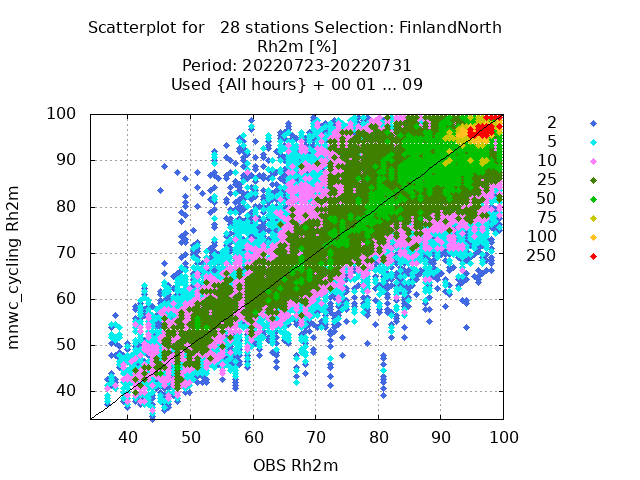 Scatterplot for   28 stations Selection: FinlandNorth
Rh2m [%]
Period: 20220723-20220731
Used {All hours} + 00 01 ... 09
100
90
80
70
60
50
40
mnwc_cycling Rh2m
40 50 60 70 80 90 100
OBS Rh2m
2
5
10
25
50
75
100
250